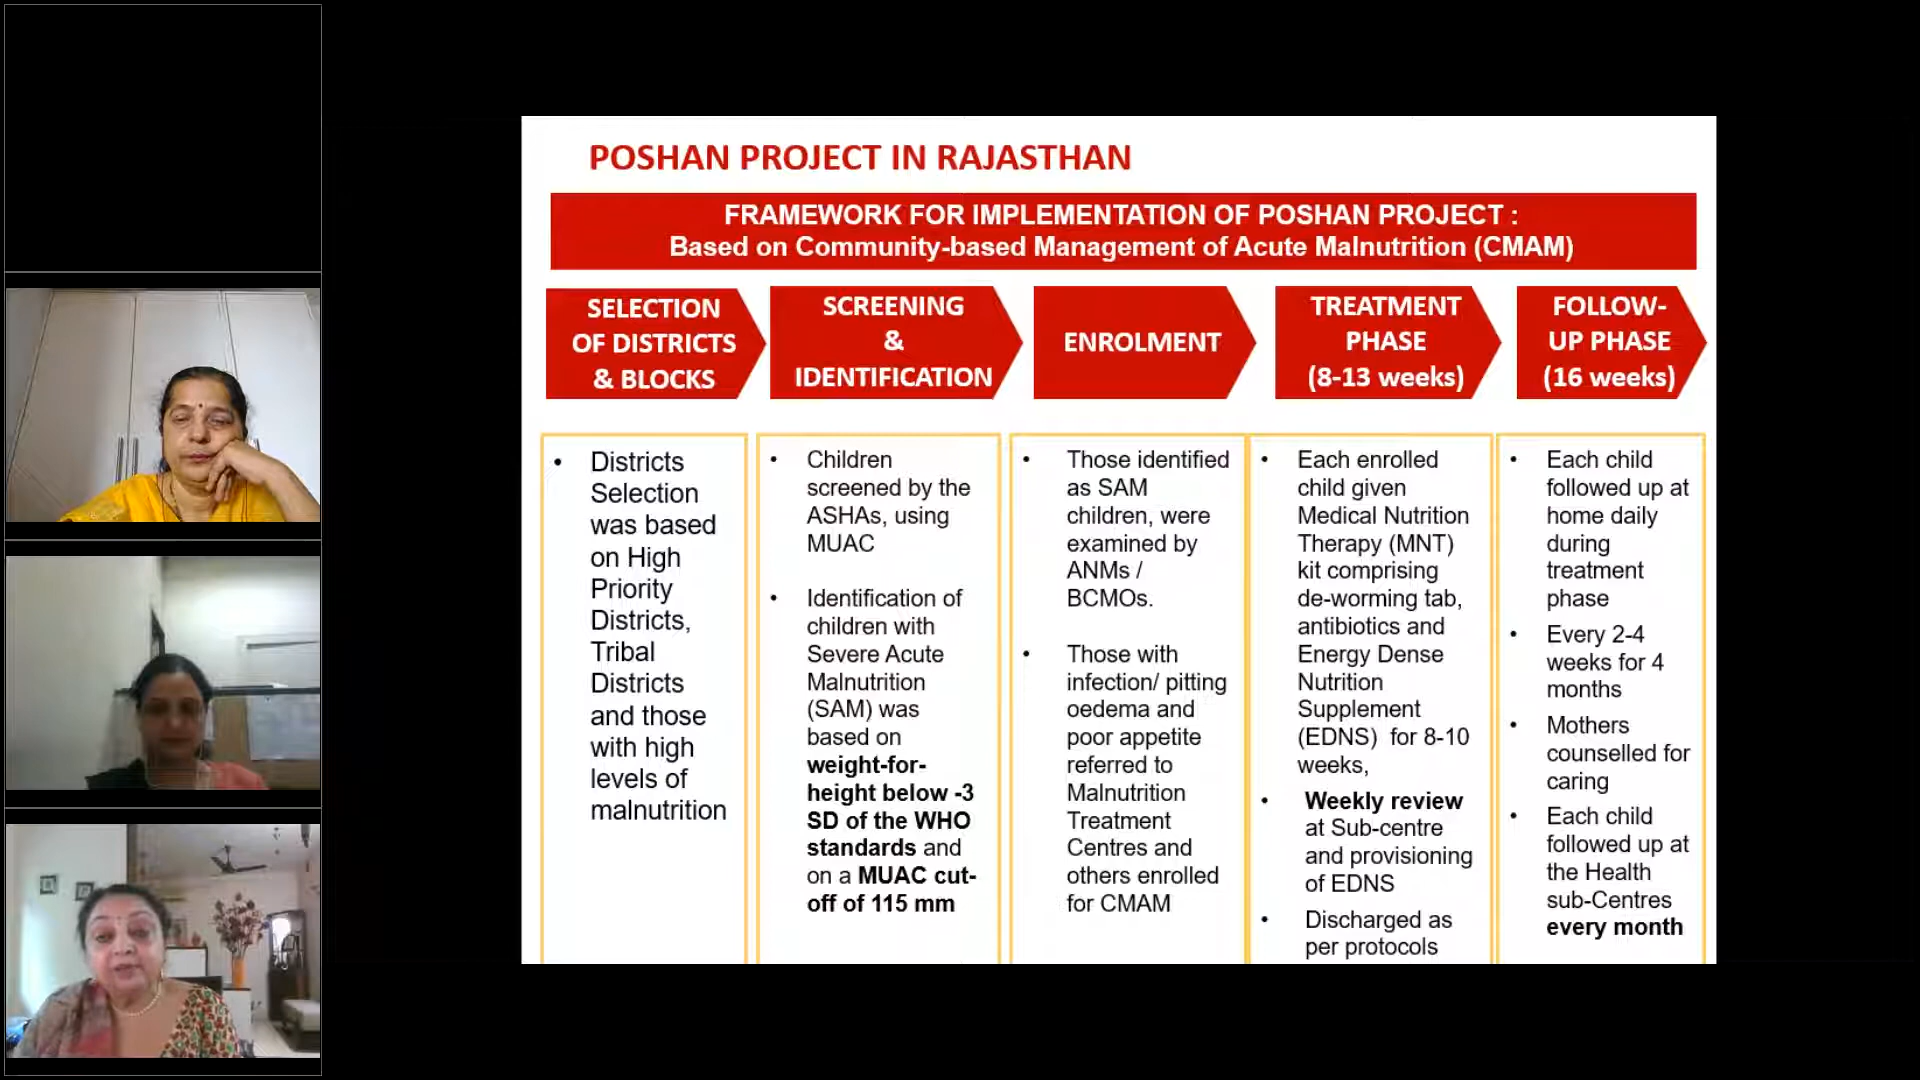 POSHAN PROJECT IN RAJASTHAN
FRAMEWORK FOR IMPLEMENTATION OF POSHAN PROJECT :
Based on Community-based Management of Acute Malnutrition (CMAM)
SELECTION
OF DISTRICTS
& BLOCKS
SCREENING
&
IDENTIFICATION
ENROLMENT
TREATMENT
PHASE
(8-13 weeks)
FOLLOW-
UP PHASE
(16 weeks)
• Districts
Selection
was based
on High
Priority
Districts,
Tribal
Districts
and those
with high
levels of
malnutrition
• Children
screened by the
ASHAs, using
MUAC
• Identification of
children with
Severe Acute
Malnutrition
(SAM) was
based on
weight-for-
height below -3
SD of the WHO
standards and
on a MUAC cut-
off of 115 mm
• Those identified
as SAM
children, were
examined by
ANMs /
BCMOs.
• Those with
infection/ pitting
oedema and
poor appetite
referred to
Malnutrition
Treatment
Centres and
others enrolled
for CMAM
• Each enrolled
child given
Medical Nutrition
Therapy (MNT)
kit comprising
de-worming tab,
antibiotics and
Energy Dense
Nutrition
Supplement
(EDNS) for 8-10
weeks,
• Weekly review
at Sub-centre
and provisioning
of EDNS
• Discharged as
per protocols
• Each child
followed up at
home daily
during
treatment
phase
• Every 2-4
weeks for 4
months
• Mothers
counselled for
caring
• Each child
followed up at
the Health
sub-Centres
every month